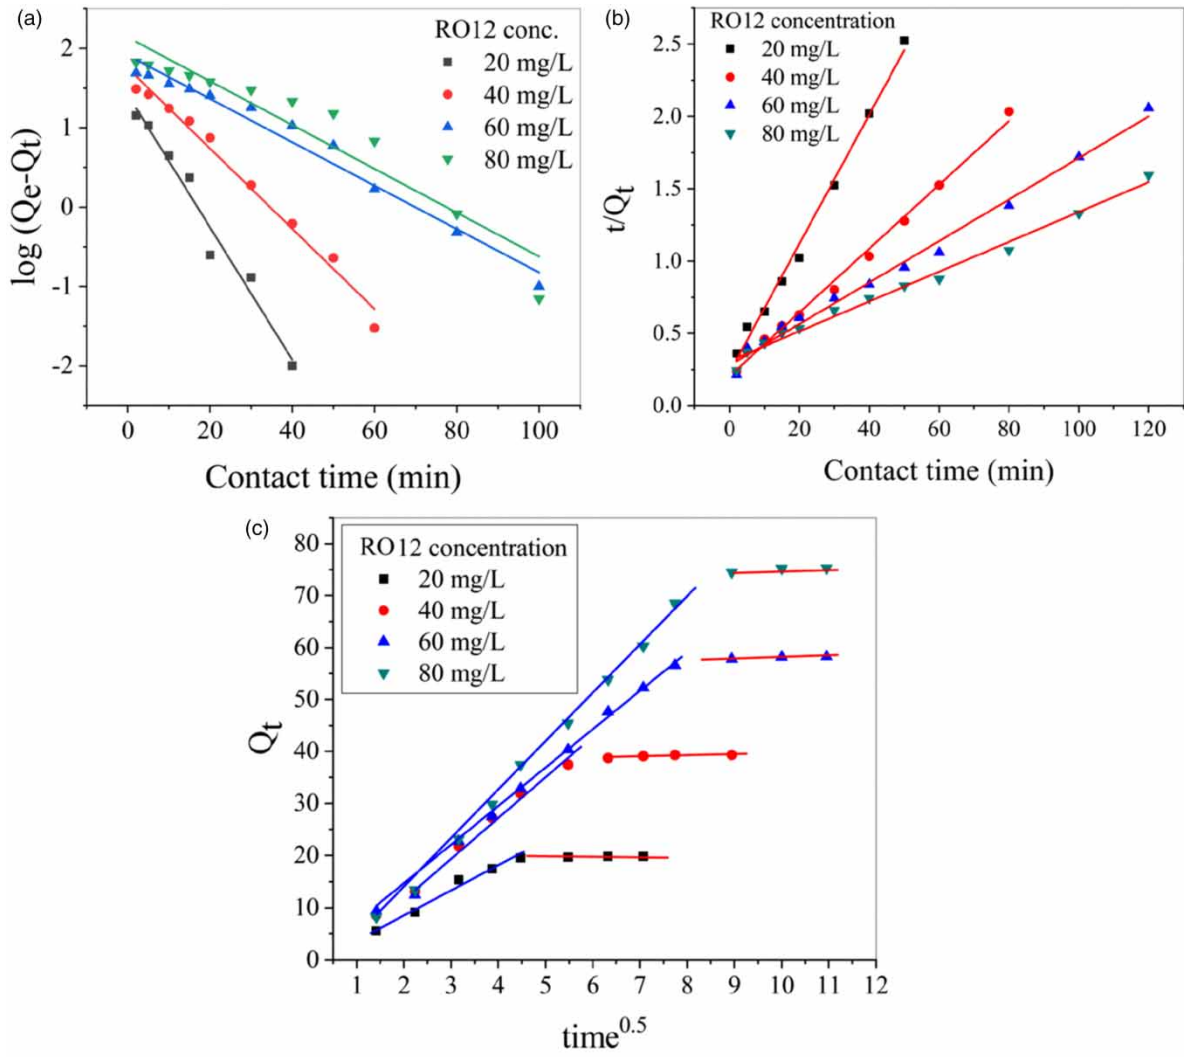 (a)
RO12 conc.
20 mg/L
40 mg/L
60 mg/L
80 mg/L
2
1
0
-1
-2
log (Qe-Qt)
0 20 40 60 80 100
Contact time (min)
(b)
RO12 concentration
20 mg/L
40 mg/L
60 mg/L
80 mg/L
2.5
2.0
1.5
1.0
0.5
0.0
t/Qt
0 20 40 60 80 100 120
Contact time (min)
(c)
RO12 concentration
20 mg/L
40 mg/L
60 mg/L
80 mg/L
80
70
60
50
40
30
20
10
0
Qt
1 2 3 4 5 6 7 8 9 10 11 12
time0.5